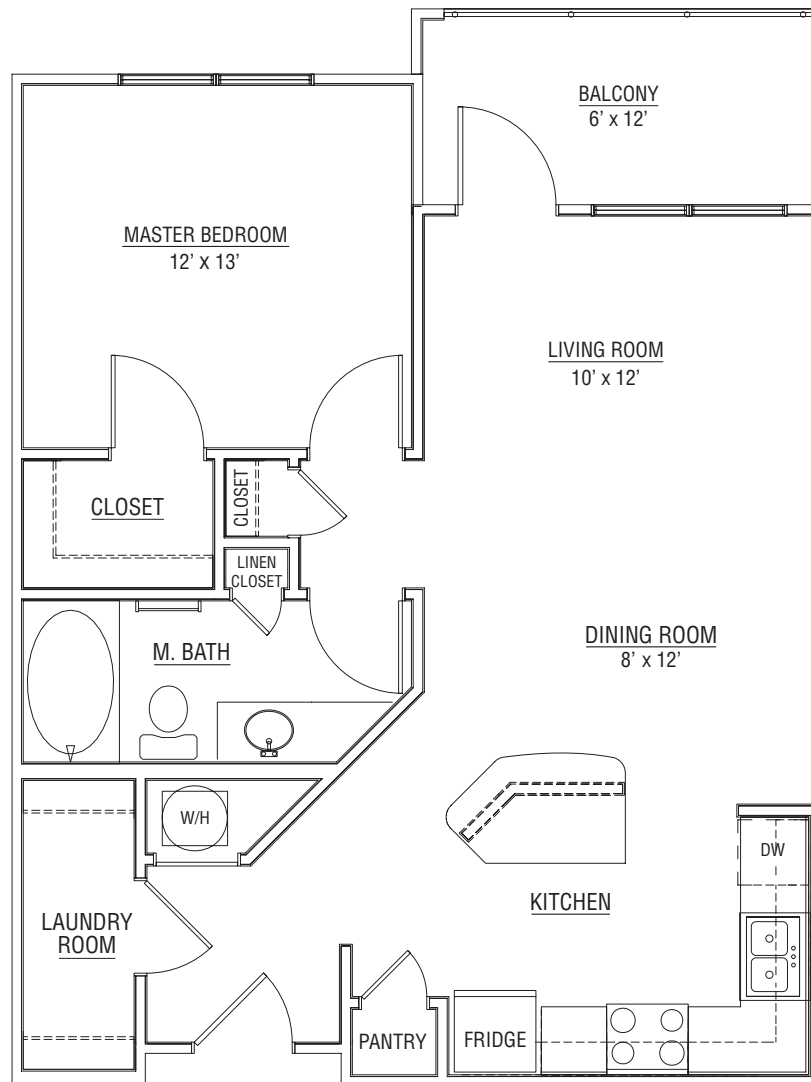 BALCONY
6’ x 12’
MASTER BEDROOM
12’ x 13’
LIVING ROOM
10’ x 12’
CLOSET
CLOSET
LINEN
CLOSET
M. BATH
DINING ROOM
8’ x 12’
W/H
DW
KITCHEN
LAUNDRY
ROOM
PANTRY
FRIDGE